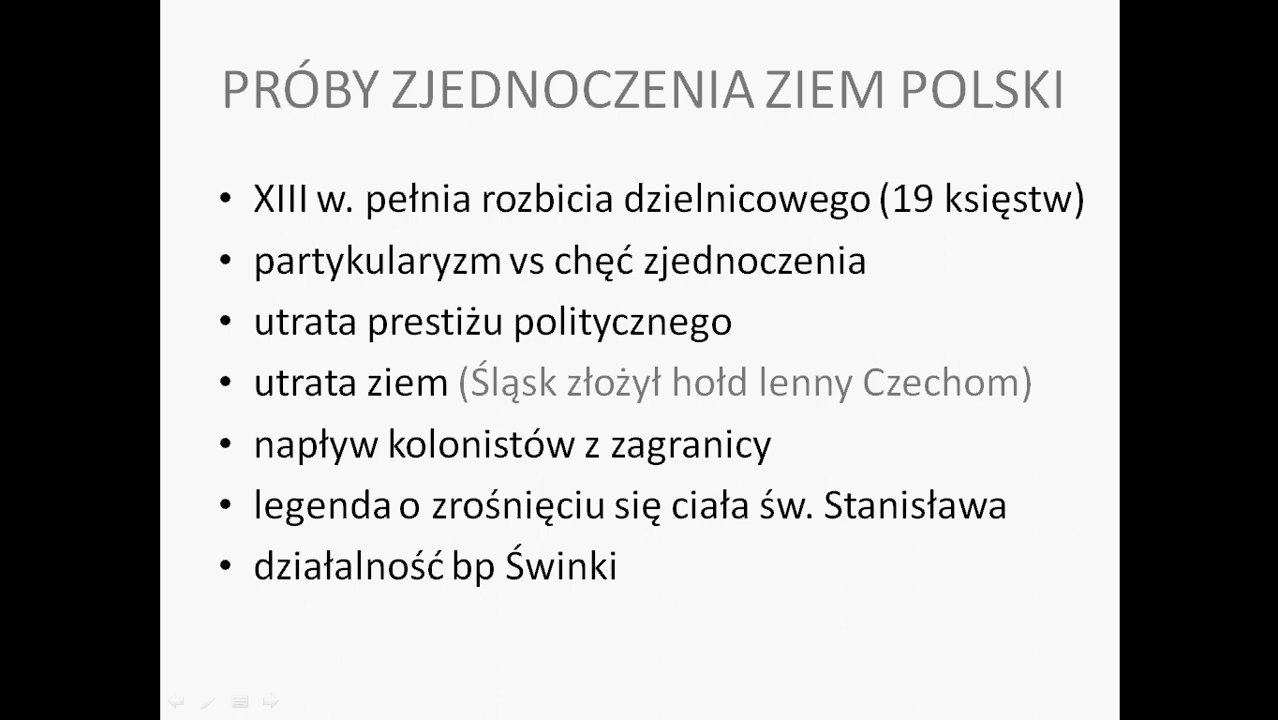 PRÓBY ZJEDNOCZENIA ZIEM POLSKI
• XIII w. pełnia rozbicia dzielnicowego (19 księstw)
• partykularyzm vs chęć zjednoczenia
• utrata prestiżu politycznego
• utrata ziem (Śląsk złożył hołd lenny Czechom)
• napływ kolonistów z zagranicy
• legenda o zrośnięciu się ciała św. Stanisława
• działalność bp Świnki